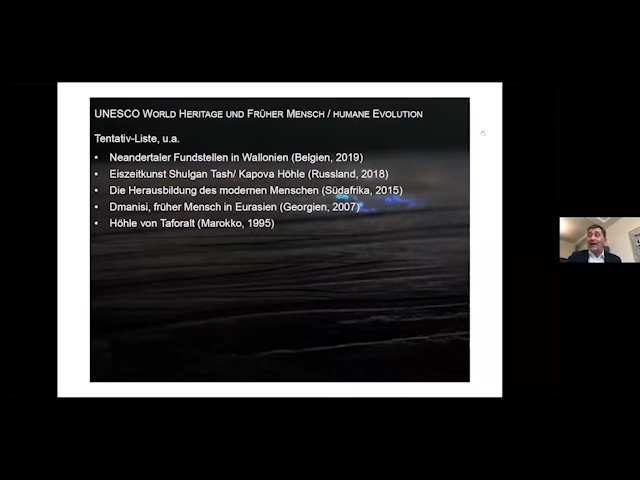 UNESCO WORLD HERITAGE UND FRÜHER MENSCH / HUMANE EVOLUTION
Tentativ-Liste, u.a.
• Neandertaler Fundstellen in Wallonien (Belgien, 2019)
• Eiszeitkunst Shulgan Tash/ Kapova Höhle (Russland, 2018)
• Die Herausbildung des modernen Menschen (Südafrika, 2015)
• Dmanisi, früher Mensch in Eurasien (Georgien, 2007)
• Höhle von Taforalt (Marokko, 1995)